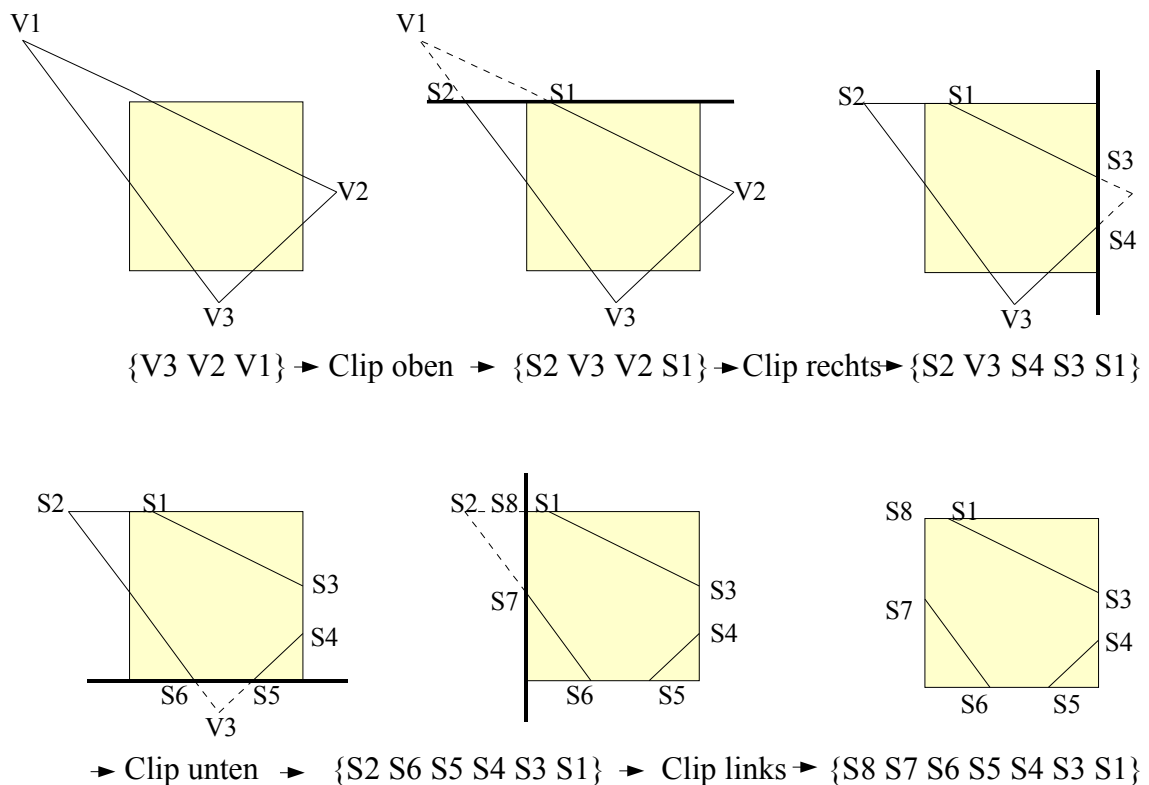 V1
V2
V3
V1
S2
S1
V2
V3
S2
S1
S3
S4
V3
{V3 V2 V1} → Clip oben → {S2 V3 V2 S1} → Clip rechts → {S2 V3 S4 S3 S1}
S2
S1
S3
S4
S6
S5
V3
S2
S8
S1
S7
S3
S4
S6
S5
S8
S1
S7
S3
S4
S6
S5
→ Clip unten → {S2 S6 S5 S4 S3 S1} → Clip links → {S8 S7 S6 S5 S4 S3 S1}